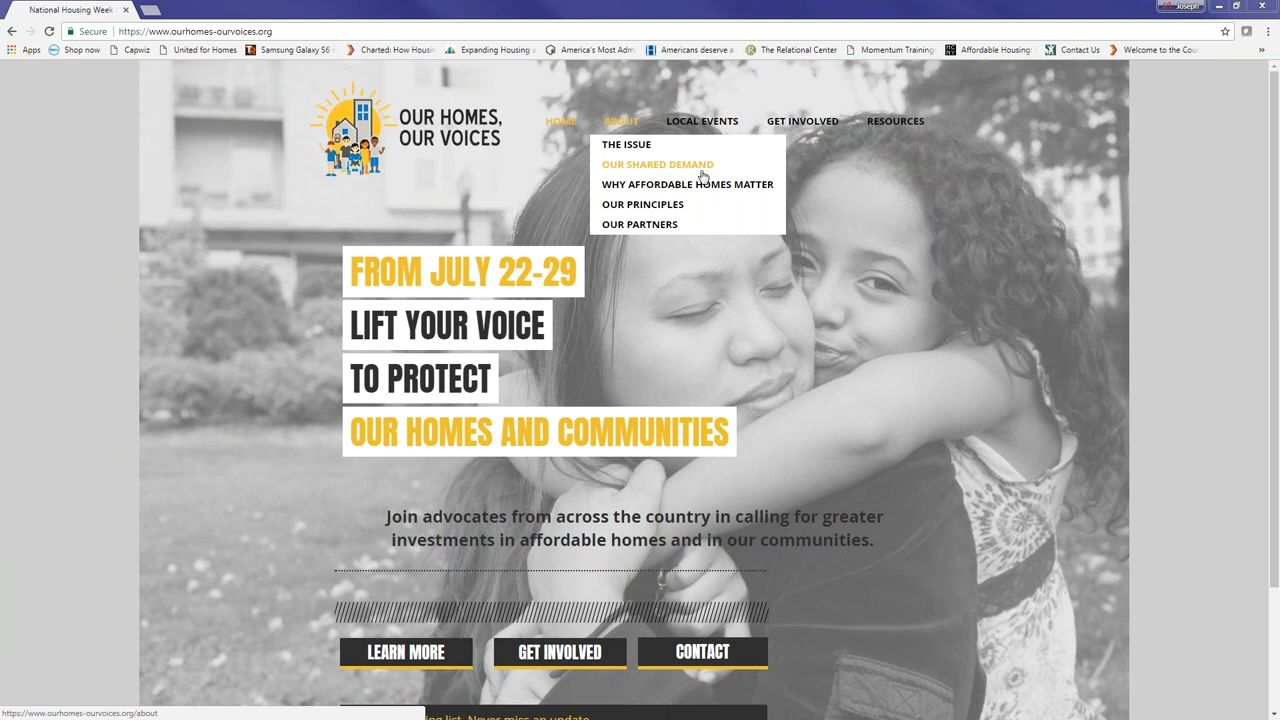 National Housing Week
Joseph
Secure
https://www.ourhomes-ourvoices.org
Apps
Shop now
Capwiz
United for Homes
Samsung Galaxy S6
Charted: How Housi
Expanding Housing a
America's Most Adm
Americans deserve a
The Relational Center
Momentum Training
Affordable Housing:
Contact Us
Welcome to the Cou
»
OUR HOMES,
OUR VOICES
HOME
ABOUT
LOCAL EVENTS
GET INVOLVED
RESOURCES
THE ISSUE
OUR SHARED DEMAND
WHY AFFORDABLE HOMES MATTER
OUR PRINCIPLES
OUR PARTNERS
FROM JULY 22-29
LIFT YOUR VOICE
TO PROTECT
OUR HOMES AND COMMUNITIES
Join advocates from across the country in calling for greater
investments in affordable homes and in our communities.
LEARN MORE
GET INVOLVED
CONTACT
https://www.ourhomes-ourvoices.org/about
list. Never miss an update